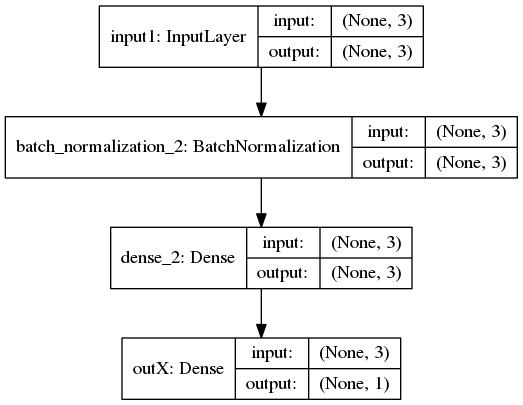 input1: InputLayer
input:
(None, 3)
output:
(None, 3)
batch_normalization_2: BatchNormalization
input:
(None, 3)
output:
(None, 3)
dense_2: Dense
input:
(None, 3)
output:
(None, 3)
outX: Dense
input:
(None, 3)
output:
(None, 1)